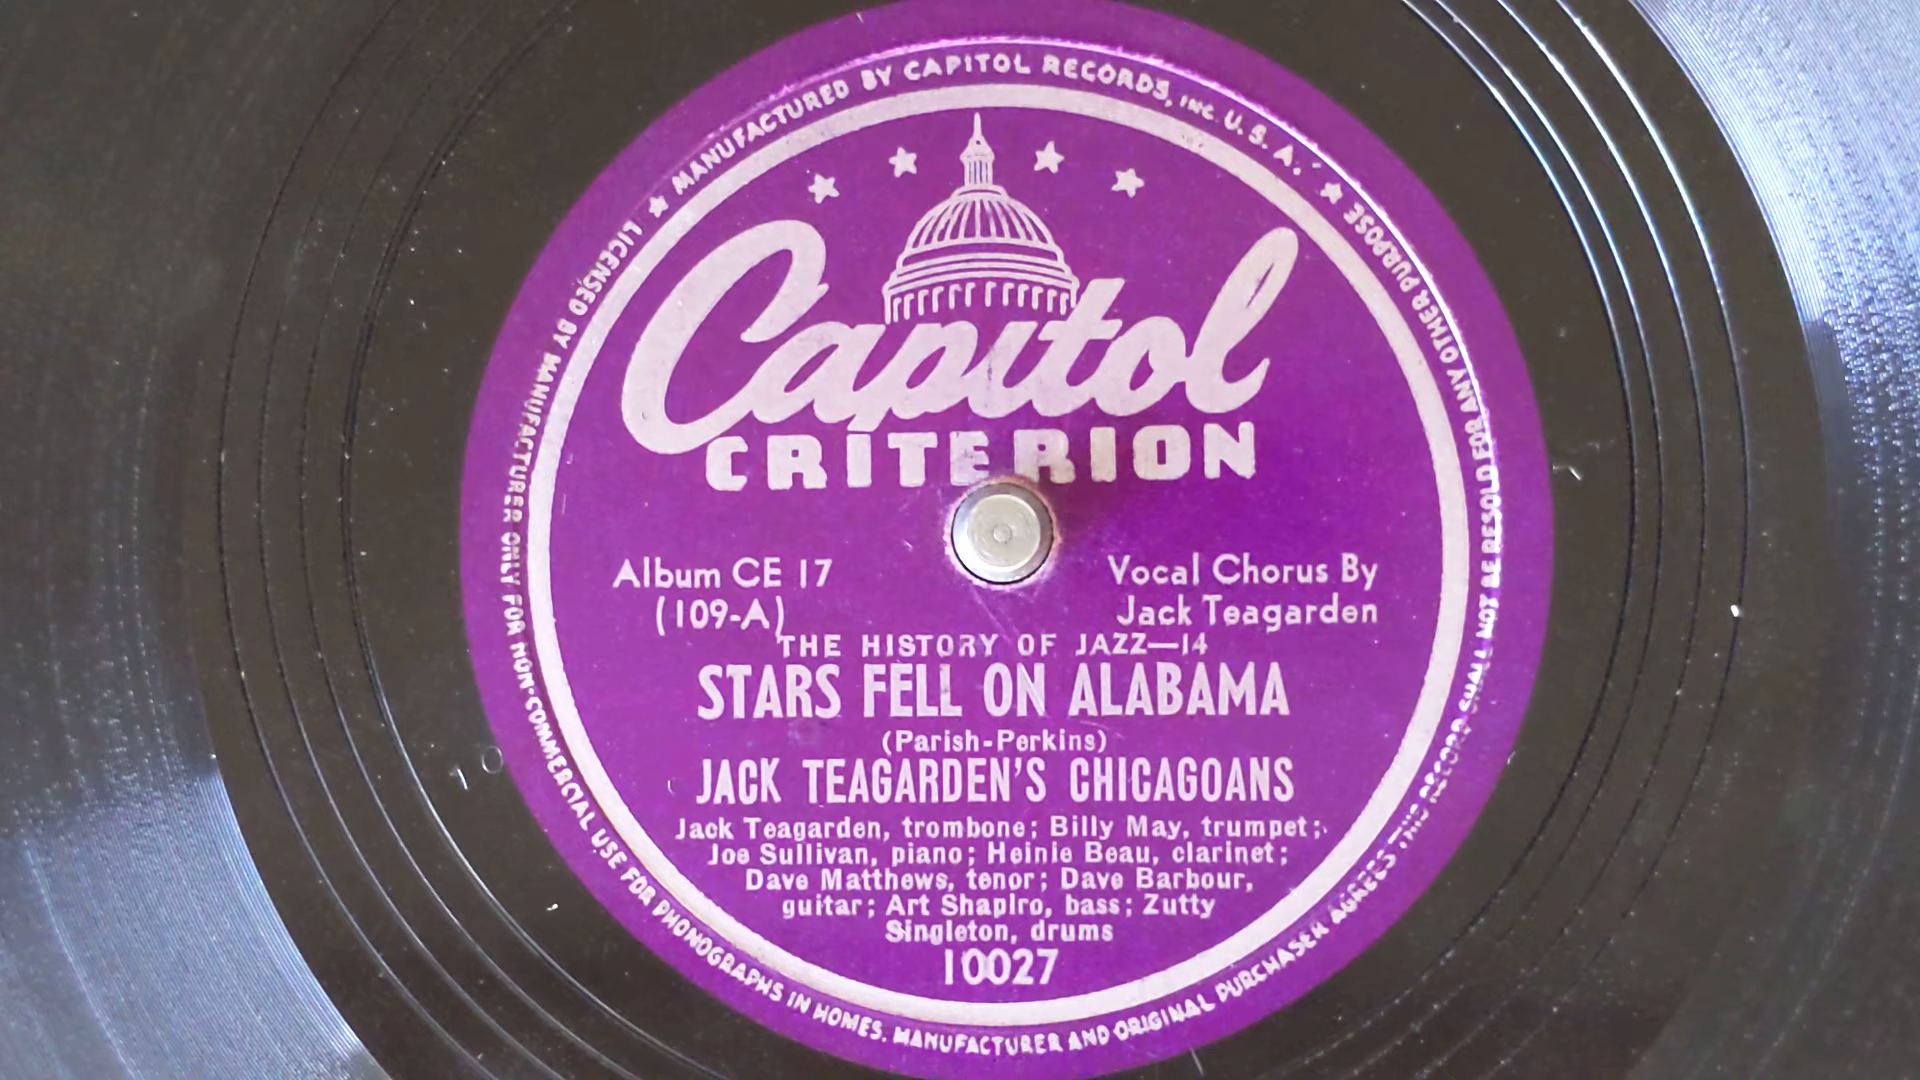 MANUFACTURED BY CAPITOL RECORDS, INC. U. S. A.
Capitol
CRITERION
Album CE 17
(109-A)
Vocal Chorus By
Jack Teagarden
THE HISTORY OF JAZZ—14
STARS FELL ON ALABAMA
(Parish-Perkins)
JACK TEAGARDEN'S CHICAGOANS
Jack Teagarden, trombone; Billy May, trumpet;
Joe Sullivan, piano; Heinie Beau, clarinet;
Dave Matthews, tenor; Dave Barbour,
guitar; Art Shapiro, bass; Zutty
Singleton, drums
10027
LICENSED BY MANUFACTURER ONLY FOR NON-COMMERCIAL USE FOR PHONOGRAPHS IN HOMES. MANUFACTURER AND ORIGINAL PURCHASER AGREES THIS RECORD SHALL NOT BE RESOLD FOR ANY OTHER PURPOSE